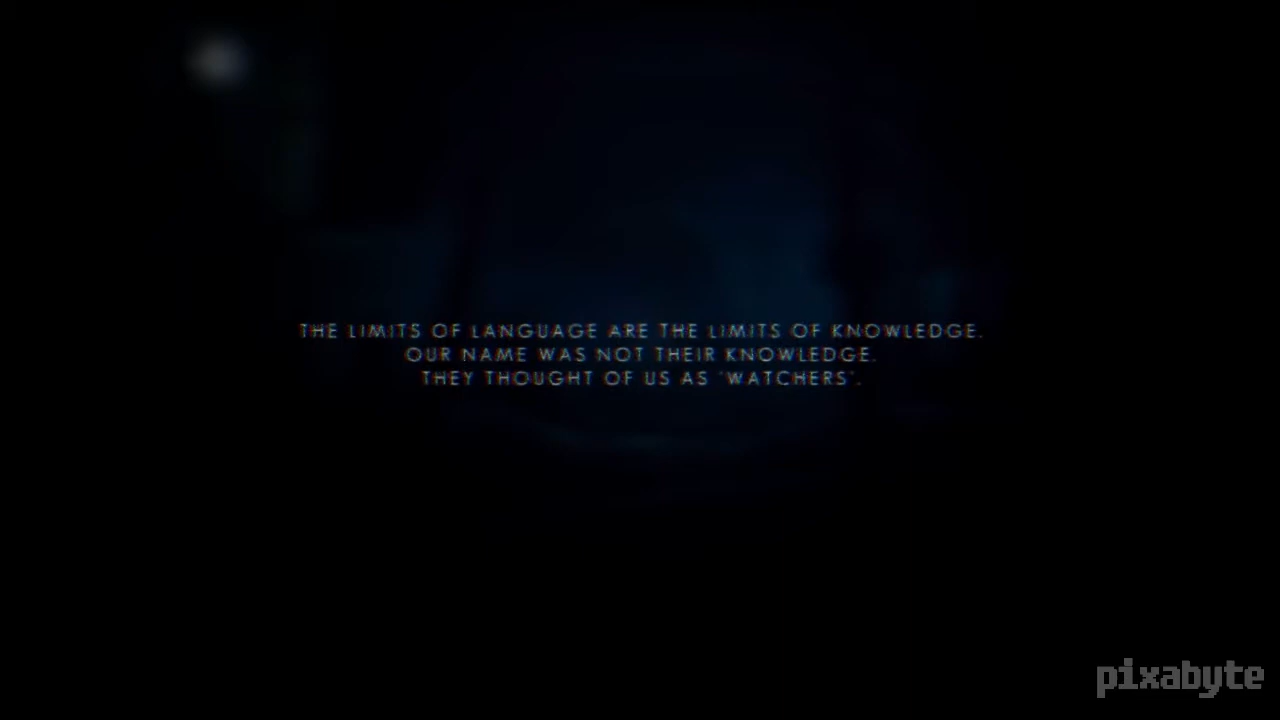 THE LIMITS OF LANGUAGE ARE THE LIMITS OF KNOWLEDGE.
OUR NAME WAS NOT THEIR KNOWLEDGE.
THEY THOUGHT OF US AS 'WATCHERS'.
pixabyte